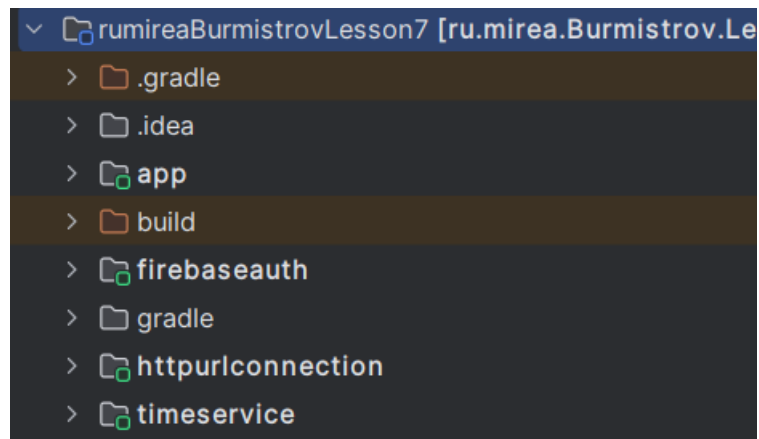 rumireaBurmistrovLesson7 [ru.mirea.Burmistrov.Le
.gradle
.idea
app
build
firebaseauth
gradle
httpurlconnection
timeservice